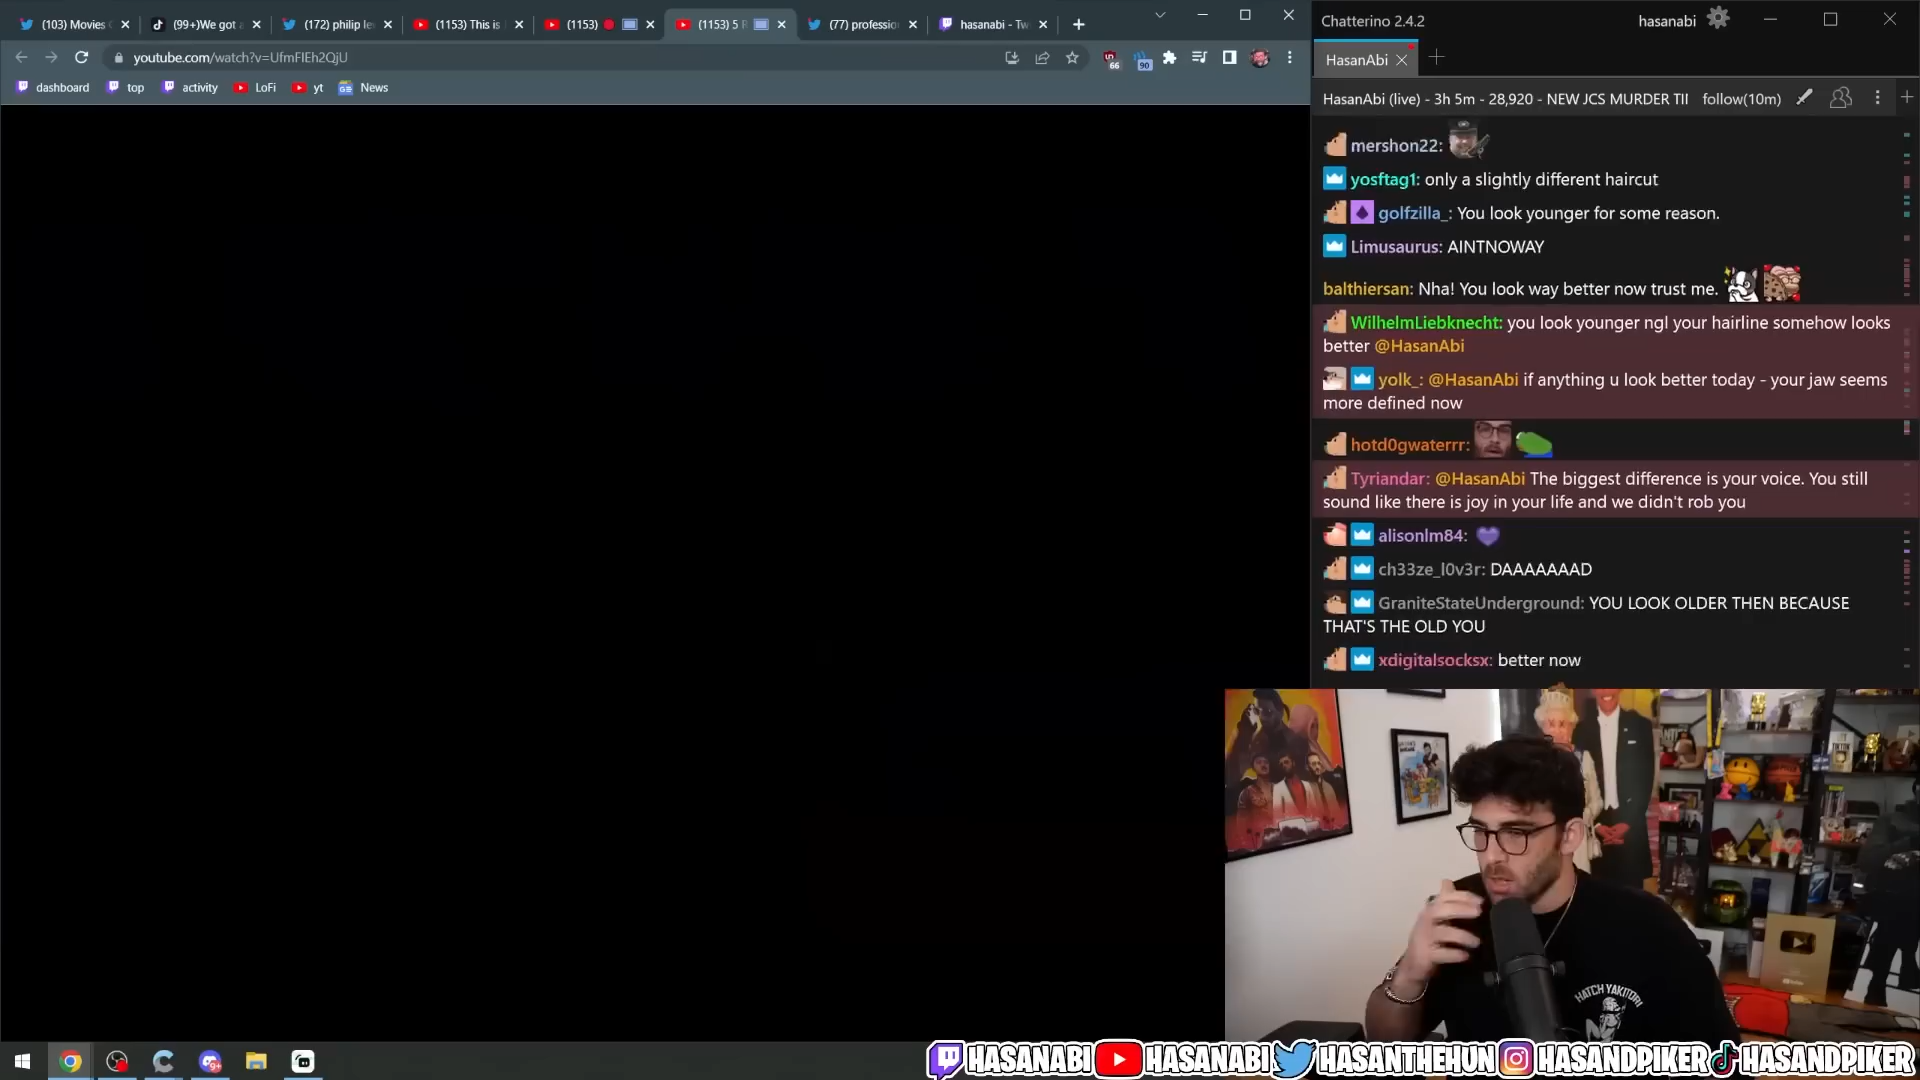 (103) Movies
(99+)We got a
(172) philip le
(1153) This is
(1153)
(1153) 5 R
(77) professio
hasanabi - Tw
youtube.com/watch?v=UfmFIEh2QjU
66
90
dashboard
top
activity
LoFi
yt
News
Chatterino 2.4.2
hasanabi
HasanAbi
HasanAbi (live) - 3h 5m - 28,920 - NEW JCS MURDER TII
follow(10m)
mershon22:
yosftag1: only a slightly different haircut
golfzilla_: You look younger for some reason.
Limusaurus: AINTNOWAY
balthiersan: Nha! You look way better now trust me.
WilhelmLiebknecht: you look younger ngl your hairline somehow looks
better @HasanAbi
yolk_: @HasanAbi if anything u look better today - your jaw seems
more defined now
hotd0gwaterrr:
Tyriandar: @HasanAbi The biggest difference is your voice. You still
sound like there is joy in your life and we didn't rob you
alisonlm84:
ch33ze_l0v3r: DAAAAAAAD
GraniteStateUnderground: YOU LOOK OLDER THEN BECAUSE
THAT'S THE OLD YOU
xdigitalsocksx: better now
HATCH YAKITORI
HASANABI
HASANABI
HASANTHEHUN
HASANDPIKER
HASANDPIKER